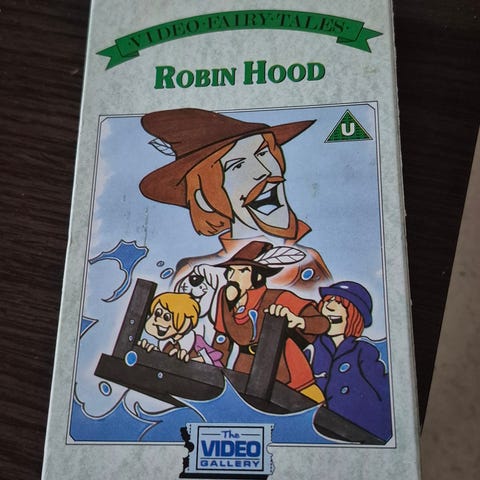 VIDEO·FAIRY·TALES·
ROBIN HOOD
U
The
VIDEO
GALLERY